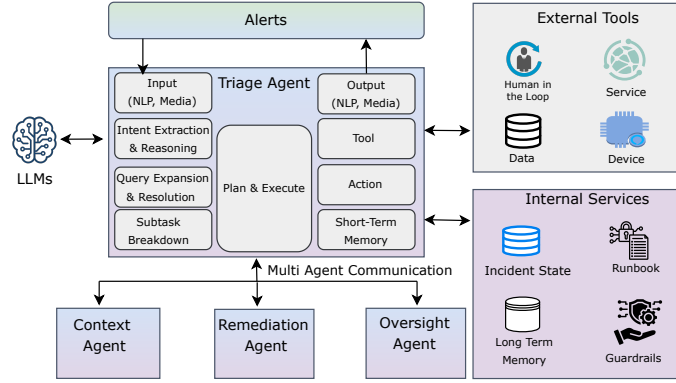 Alerts
Triage Agent
Input
(NLP, Media)
Intent Extraction
& Reasoning
Query Expansion
& Resolution
Subtask
Breakdown
Plan & Execute
Output
(NLP, Media)
Tool
Action
Short-Term
Memory
LLMs
External Tools
Human in
the Loop
Service
Data
Device
Internal Services
Incident State
Runbook
Long Term
Memory
Guardrails
Multi Agent Communication
Context
Agent
Remediation
Agent
Oversight
Agent